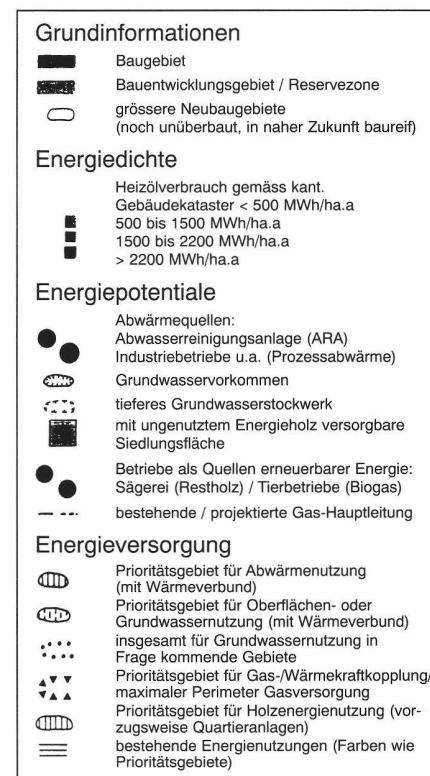 Grundinformationen
Baugebiet
Bauentwicklungsgebiet / Reservezone
grössere Neubaugebiete
(noch unüberbaut, in naher Zukunft baureif)
Energiedichte
Heizölverbrauch gemäss kant.
Gebäudekataster < 500 MWh/ha.a
500 bis 1500 MWh/ha.a
1500 bis 2200 MWh/ha.a
> 2200 MWh/ha.a
Energiepotentiale
Abwärmequellen:
Abwasserreinigungsanlage (ARA)
Industriebetriebe u.a. (Prozessabwärme)
Grundwasservorkommen
tieferes Grundwasserstockwerk
mit ungenutztem Energieholz versorgbare
Siedlungsfläche
Betriebe als Quellen erneuerbarer Energie:
Sägerei (Restholz) / Tierbetriebe (Biogas)
bestehende / projektierte Gas-Hauptleitung
Energieversorgung
Prioritätsgebiet für Abwärmenutzung
(mit Wärmeverbund)
Prioritätsgebiet für Oberflächen- oder
Grundwassernutzung (mit Wärmeverbund)
insgesamt für Grundwassernutzung in
Frage kommende Gebiete
Prioritätsgebiet für Gas-/Wärmekraftkopplung/
maximaler Perimeter Gasversorgung
Prioritätsgebiet für Holzenergienutzung (vor-
zugsweise Quartieranlagen)
bestehende Energienutzungen (Farben wie
Prioritätsgebiete)